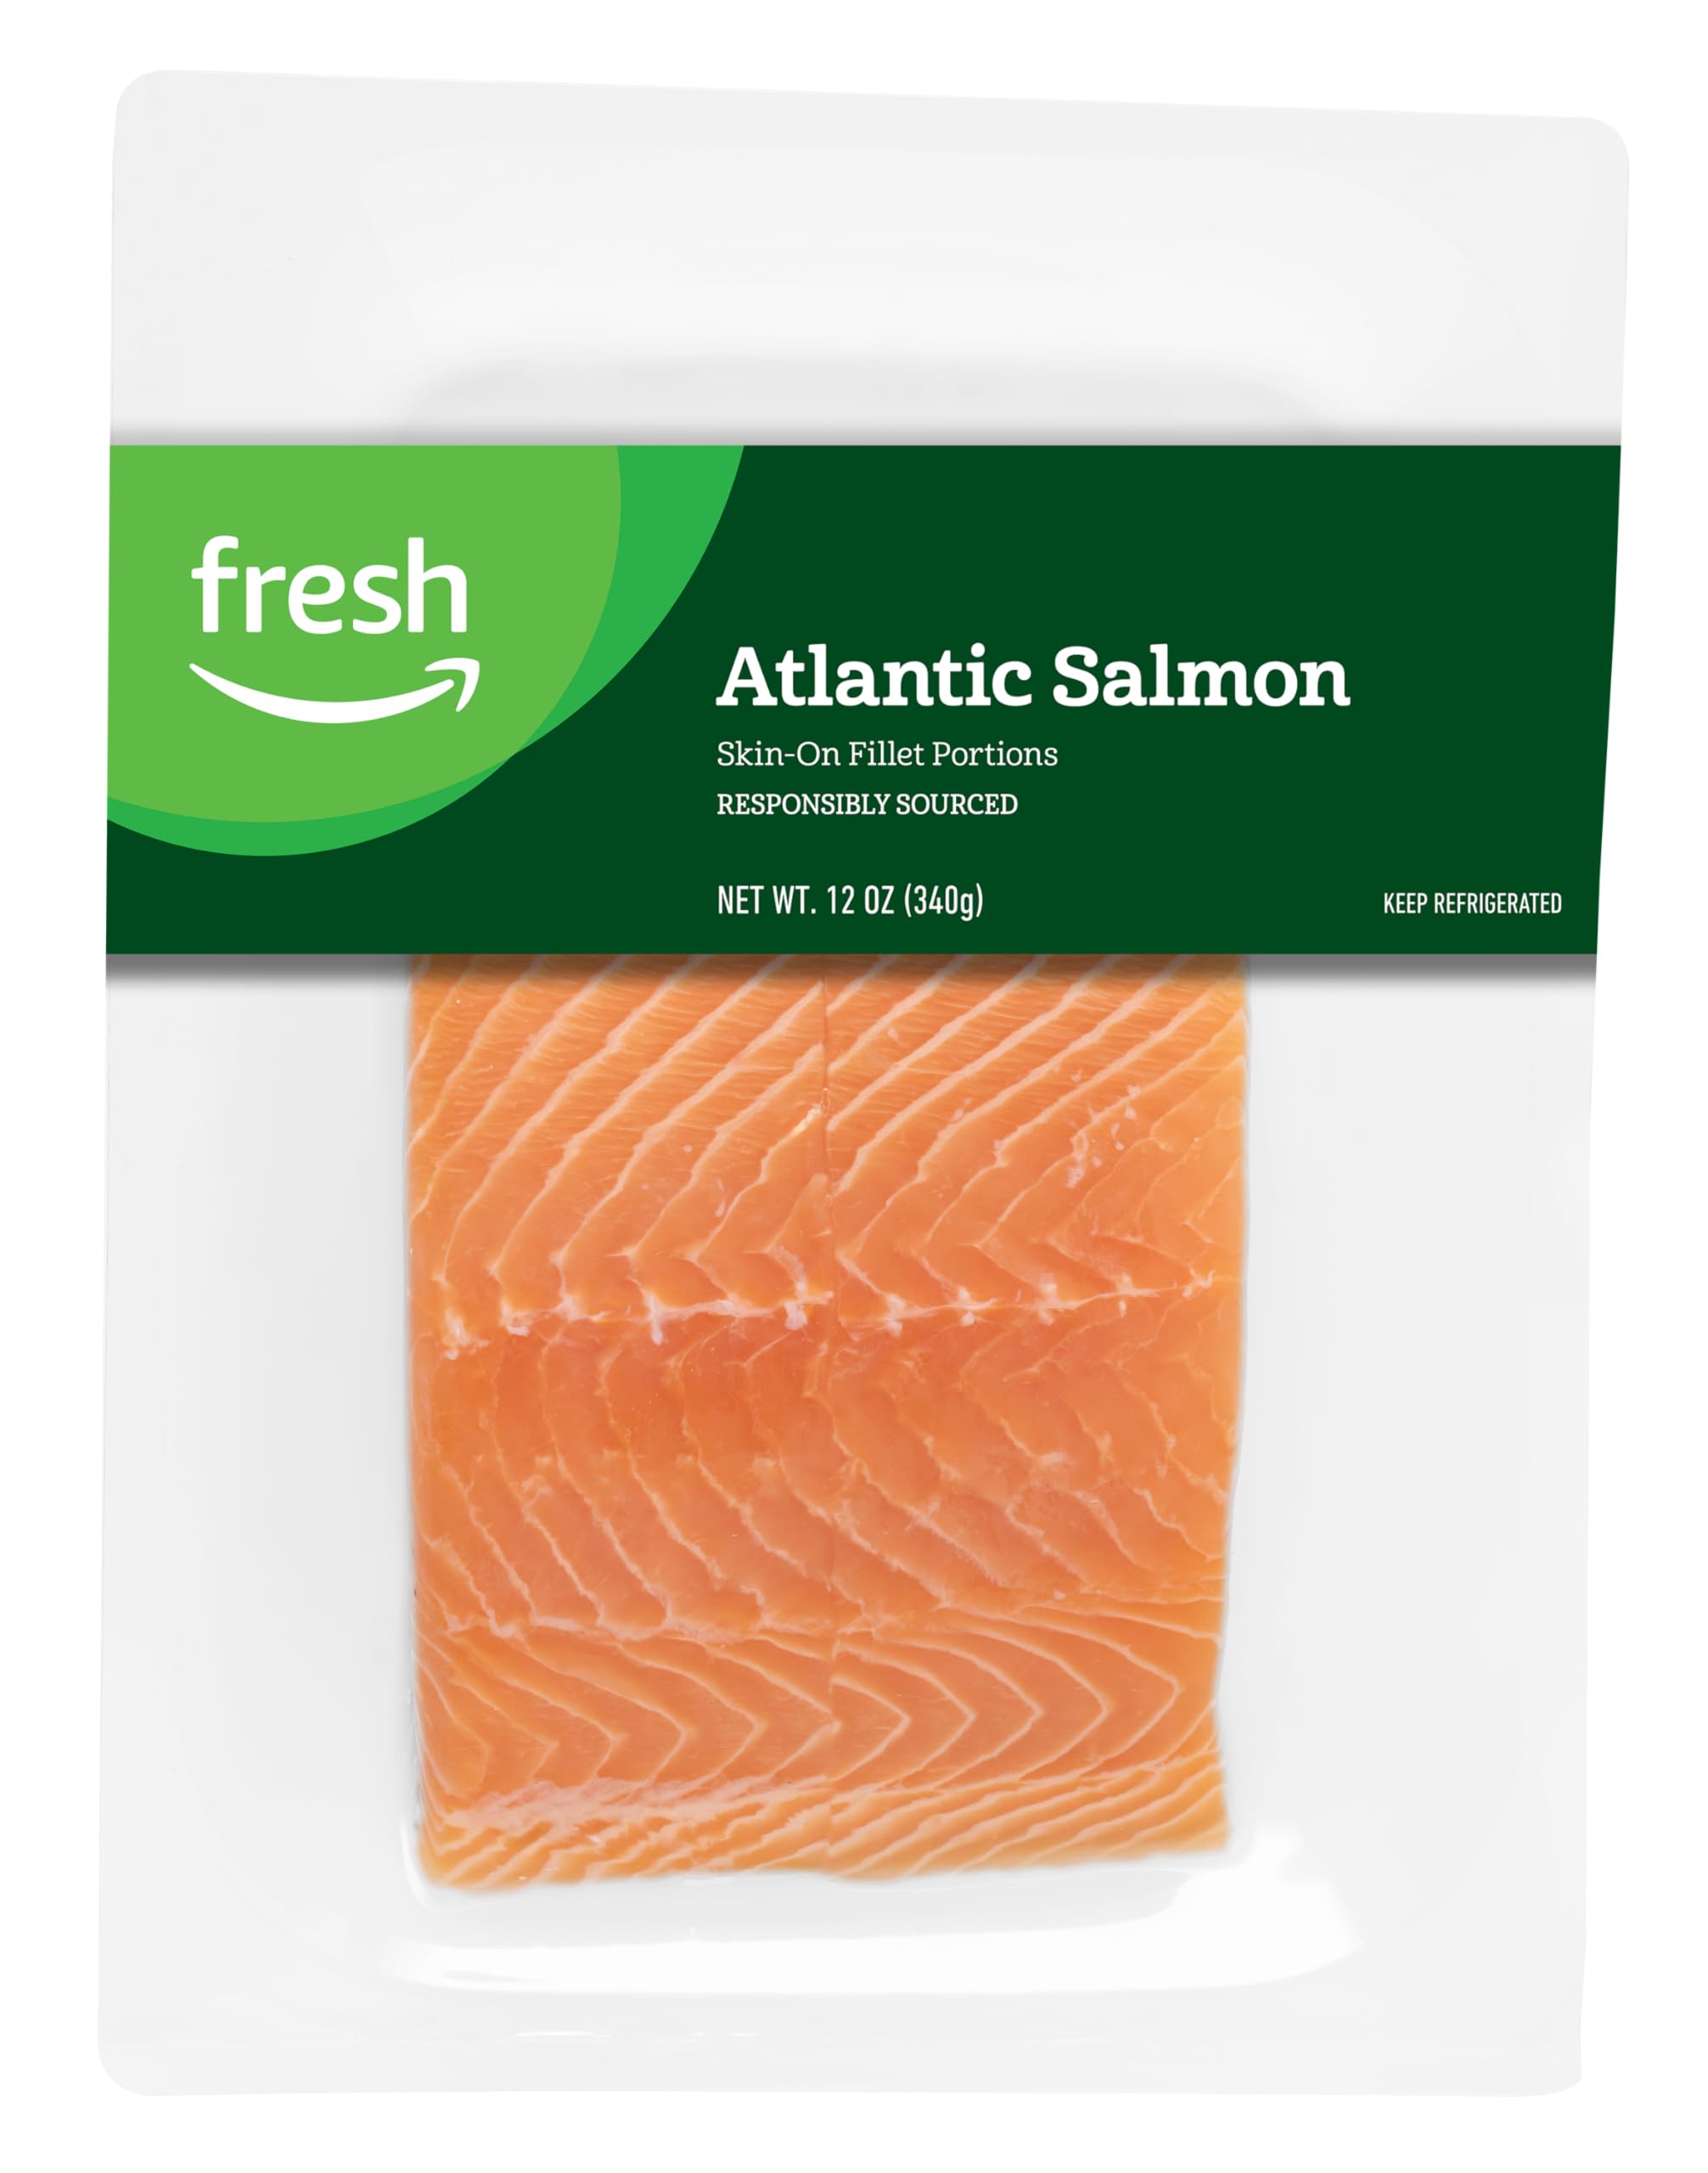 fresh
Atlantic Salmon
Skin-On Fillet Portions
RESPONSIBLY SOURCED
NET WT. 12 OZ (340g)
KEEP REFRIGERATED